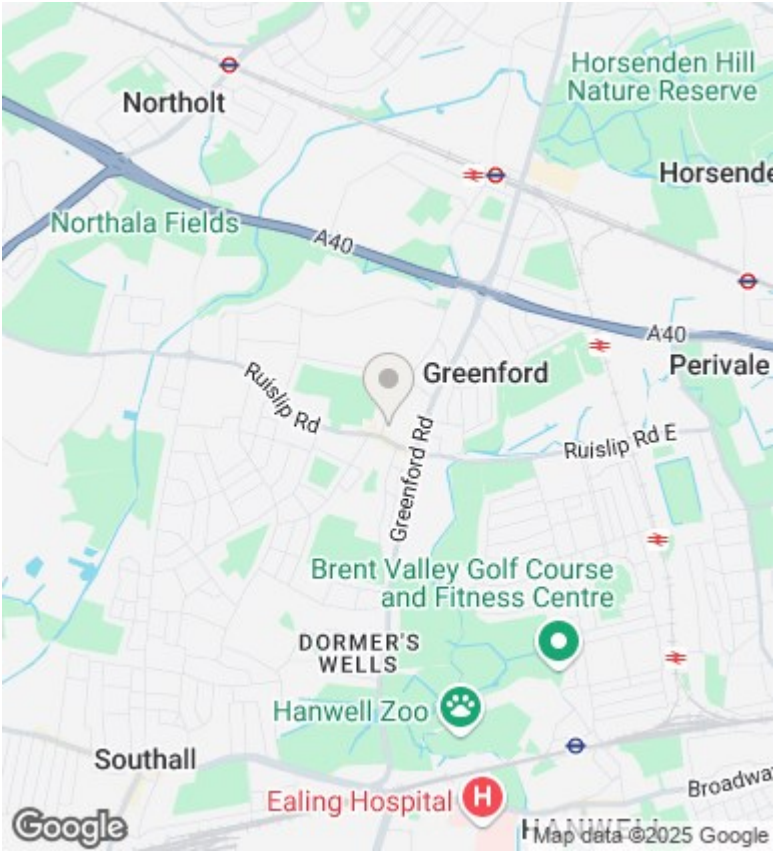 Horsenden Hill
Nature Reserve
Northolt
Horsende
Northala Fields
A40
A40
Perivale
Greenford
Ruislip Rd
Greenford Rd
Ruislip Rd E
Brent Valley Golf Course
and Fitness Centre
DORMER'S
WELLS
Hanwell Zoo
Southall
Broadwa
Ealing Hospital
H
HANWELL
Google
Map data ©2025 Google